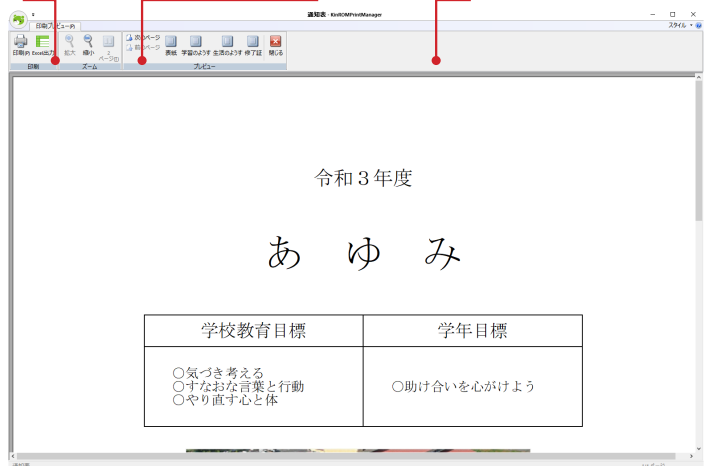 通知表 - KinROMPrintManager
印刷プレビュー(P)
スタイル
印刷(P) Excel出力 拡大 縮小 2ページ(T) 次のページ 前のページ 表紙 学習のようす 生活のようす 修了証 閉じる
印刷 ズーム プレビュー
令和３年度
あゆみ
学校教育目標 学年目標
○気づき考える
○すなおな言葉と行動
○やり直す心と体
○助け合いを心がけよう